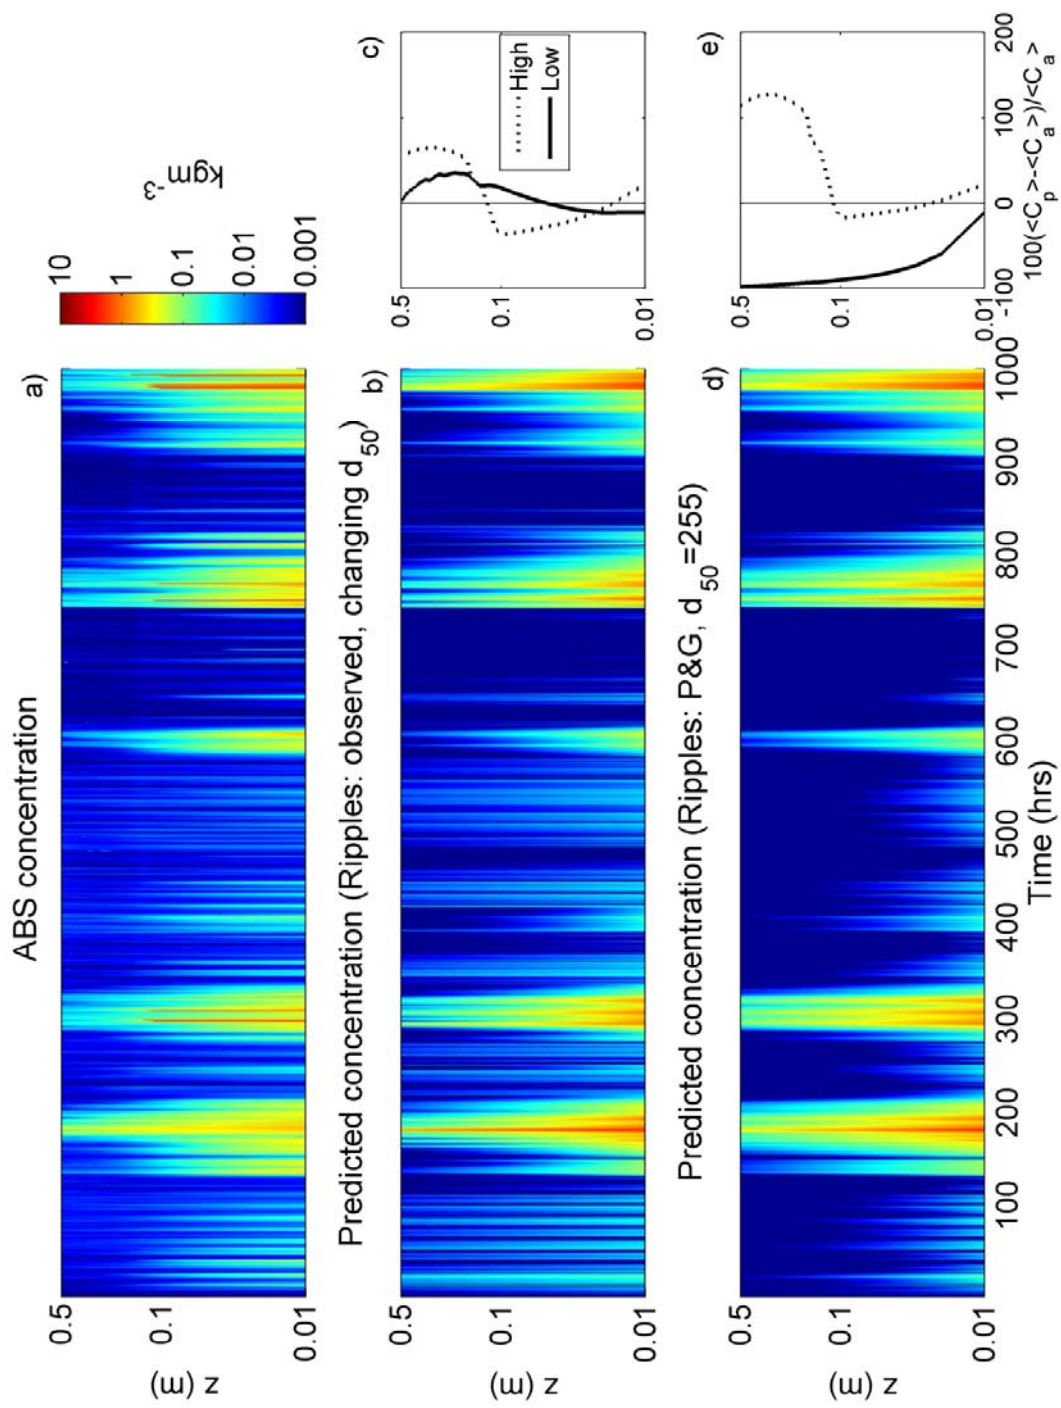 ABS concentration
a)
z (m)
0.5
0.1
0.01
10
1
0.1
0.01
0.001
kgm-3
Predicted concentration (Ripples: observed, changing d50)
b)
z (m)
0.5
0.1
0.01
c)
0.5
0.1
High
Low
Predicted concentration (Ripples: P&G, d50=255)
d)
z (m)
0.5
0.1
0.01
100
200
300
400
500
600
700
800
900
1000
Time (hrs)
e)
0.5
0.1
0.01
-100
0
100
200
100(<Cp>-<Ca>)/<Ca>